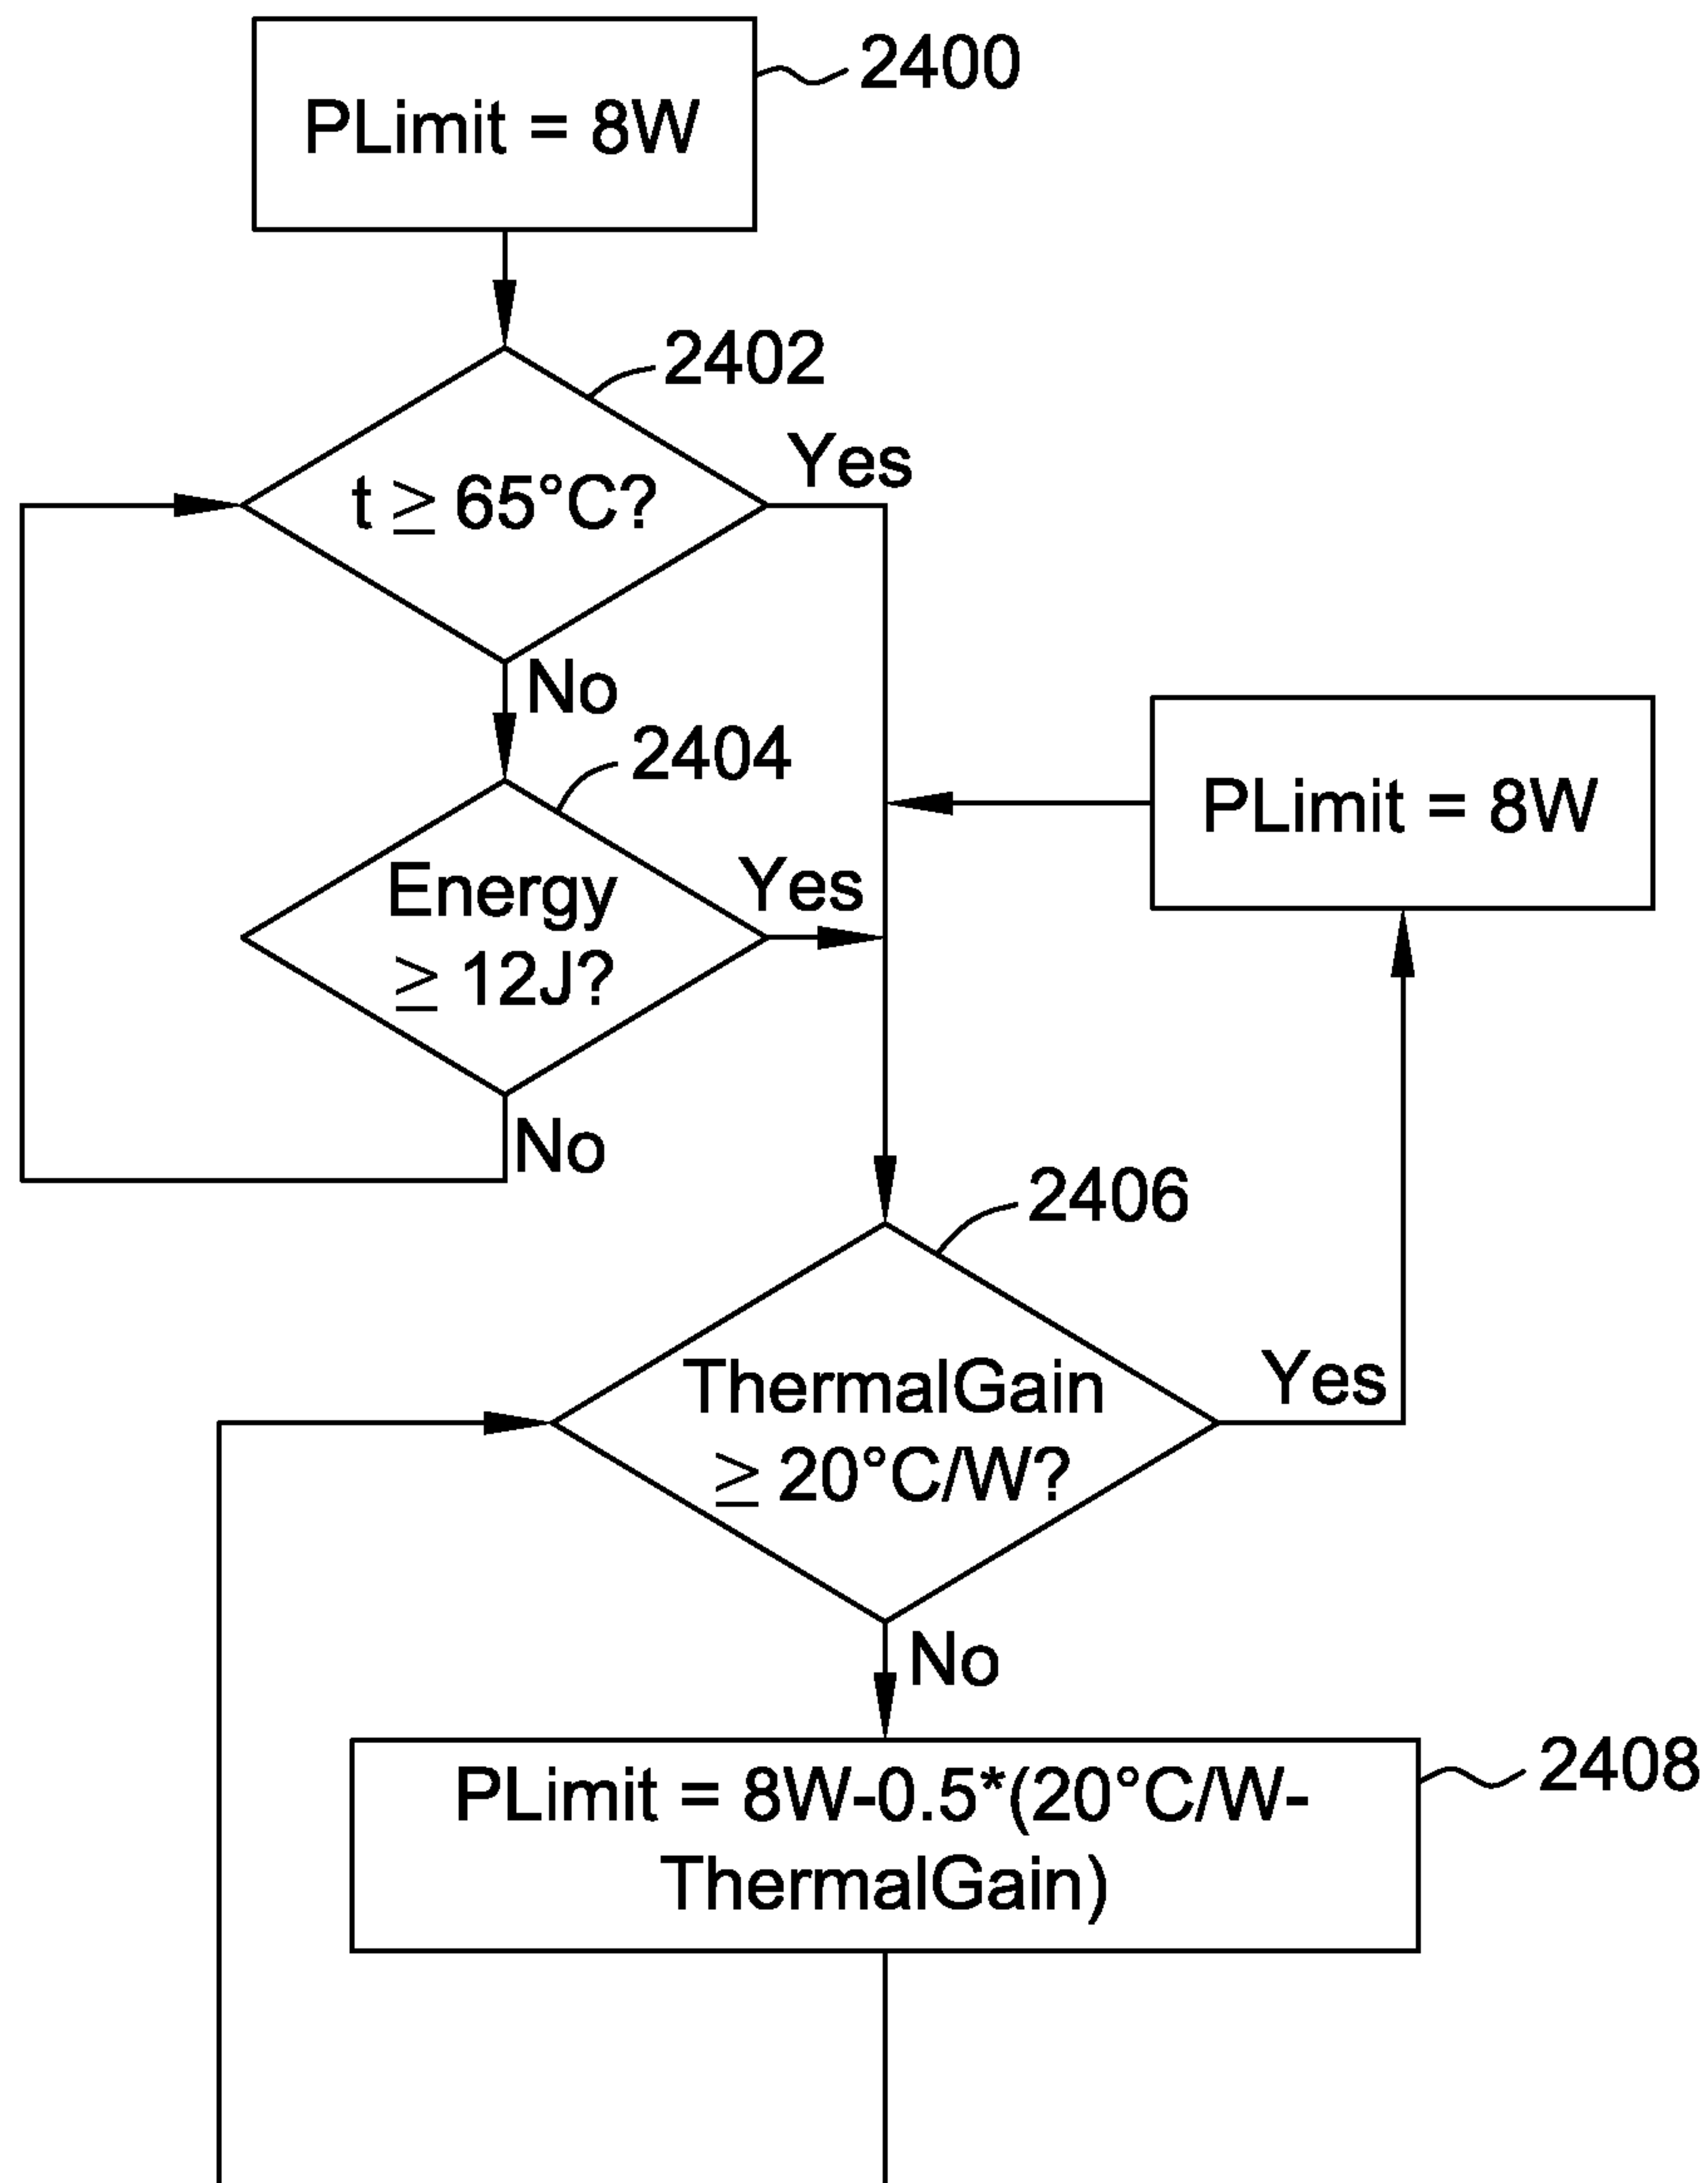 2400
PLimit = 8W
2402
Yes
t ≥ 65°C?
No
2404
PLimit = 8W
Energy
≥ 12J?
Yes
No
2406
ThermalGain
≥ 20°C/W?
Yes
No
2408
PLimit = 8W-0.5*(20°C/W-
ThermalGain)